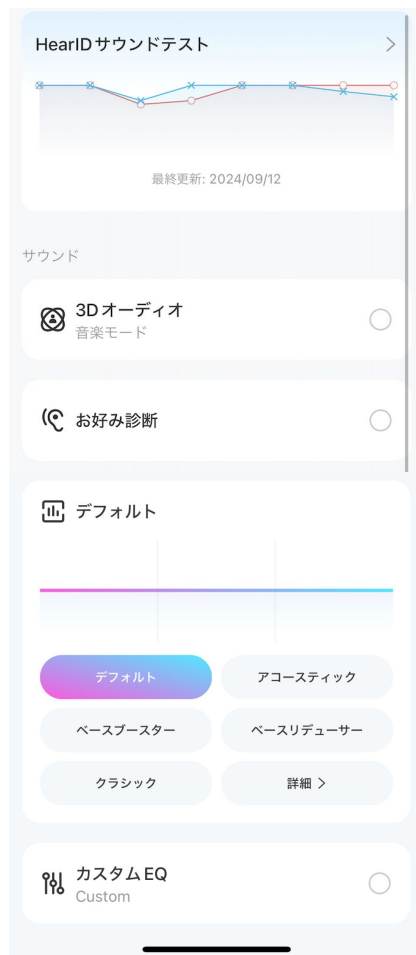 HearIDサウンドテスト
最終更新: 2024/09/12
サウンド
3Dオーディオ
音楽モード
お好み診断
デフォルト
デフォルト
アコースティック
ベースブースター
ベースリデューサー
クラシック
詳細 >
カスタムEQ
Custom